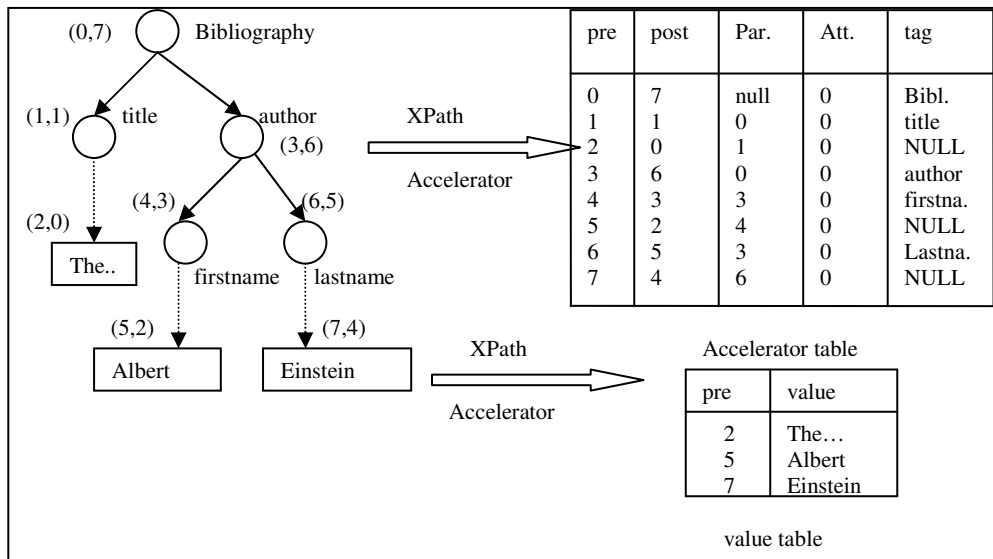 (0,7) Bibliography
(1,1) title author
(3,6)
(4,3) (6,5)
(2,0)
The..
firstname lastname
(5,2) (7,4)
Albert Einstein
XPath
Accelerator
XPath
Accelerator
pre post Par. Att. tag
0 7 null 0 Bibl.
1 1 0 0 title
2 0 1 0 NULL
3 6 0 0 author
4 3 3 0 firstna.
5 2 4 0 NULL
6 5 3 0 Lastna.
7 4 6 0 NULL
Accelerator table
pre value
2 The…
5 Albert
7 Einstein
value table